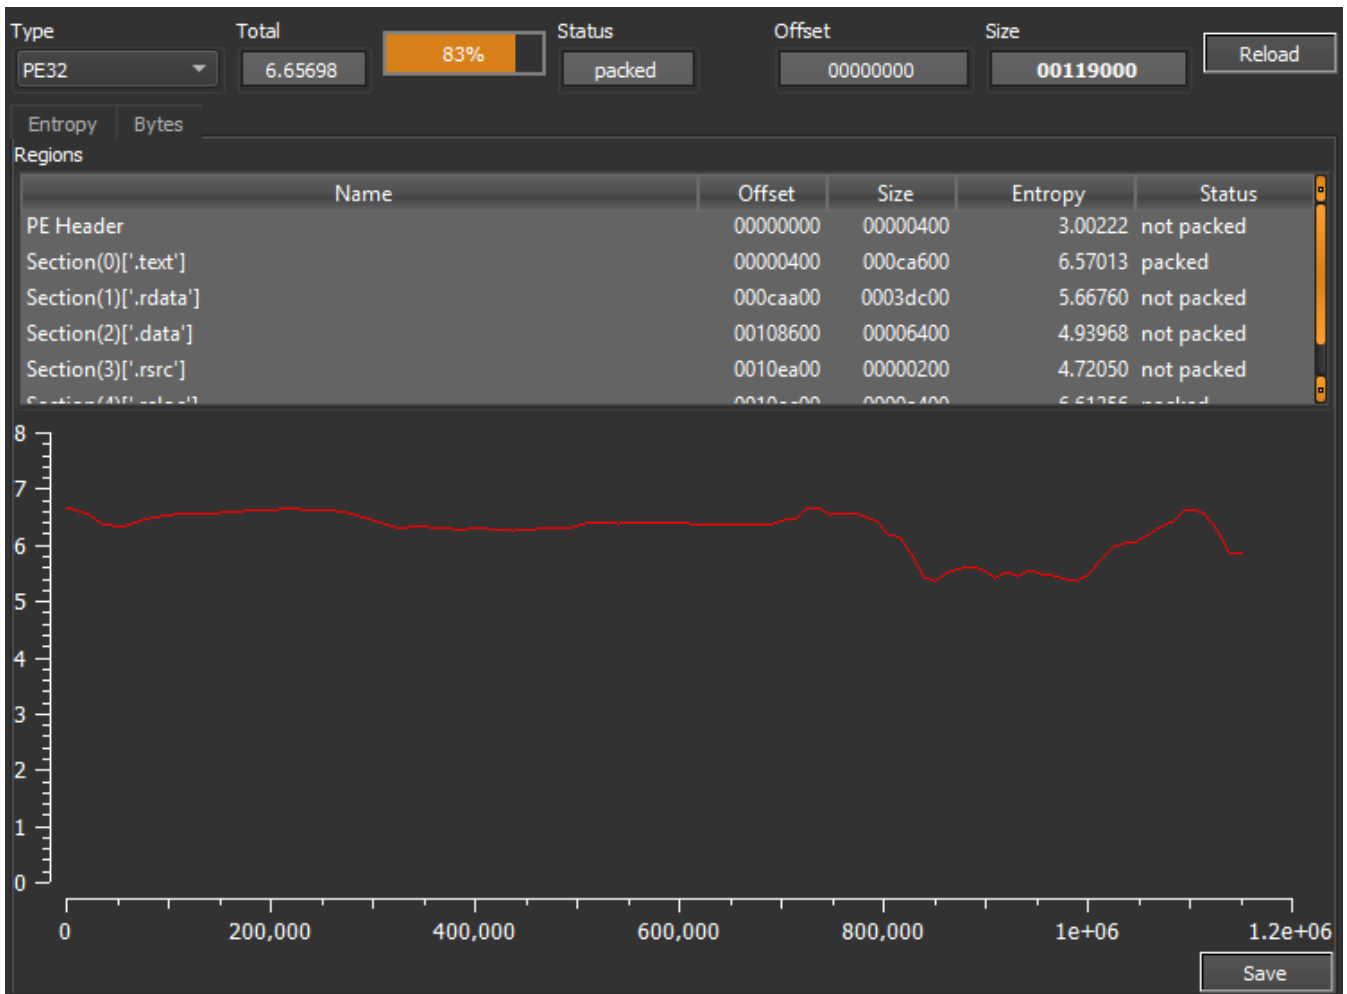 Type Total Status Offset Size
PE32 6.65698 83% packed 00000000 00119000 Reload
Entropy Bytes
Regions
Name Offset Size Entropy Status
PE Header 00000000 00000400 3.00222 not packed
Section(0)['.text'] 00000400 000ca600 6.57013 packed
Section(1)['.rdata'] 000caa00 0003dc00 5.66760 not packed
Section(2)['.data'] 00108600 00006400 4.93968 not packed
Section(3)['.rsrc'] 0010ea00 00000200 4.72050 not packed
8
7
6
5
4
3
2
1
0
0 200,000 400,000 600,000 800,000 1e+06 1.2e+06
Save